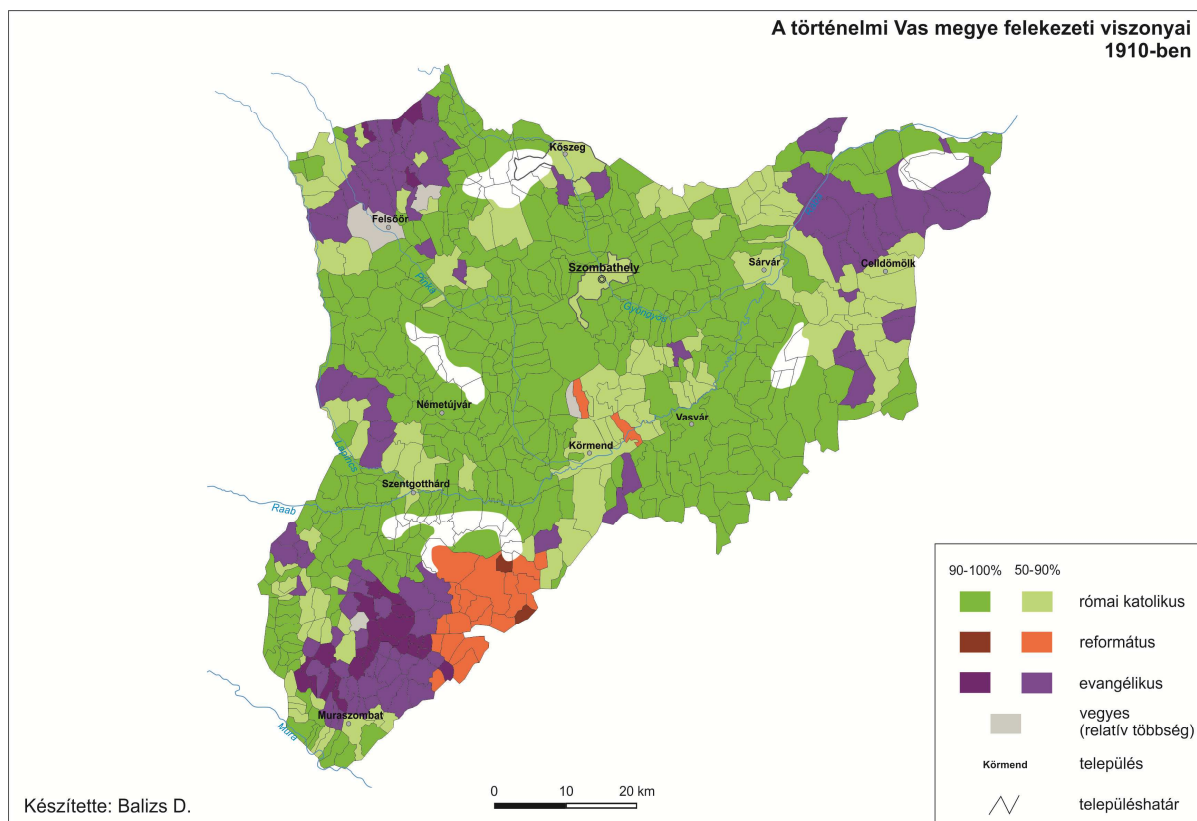 A történelmi Vas megye felekezeti viszonyai
1910-ben
Kőszeg
Felsőőr
Pinka
Szombathely
Gyöngyös
Sárvár
Celldömölk
Németújvár
Vasvár
Körmend
Szentgotthárd
Raab
Muraszombat
Mura
90-100%
50-90%
római katolikus
református
evangélikus
vegyes
(relatív többség)
Körmend
település
településhatár
0
10
20 km
Készítette: Balizs D.